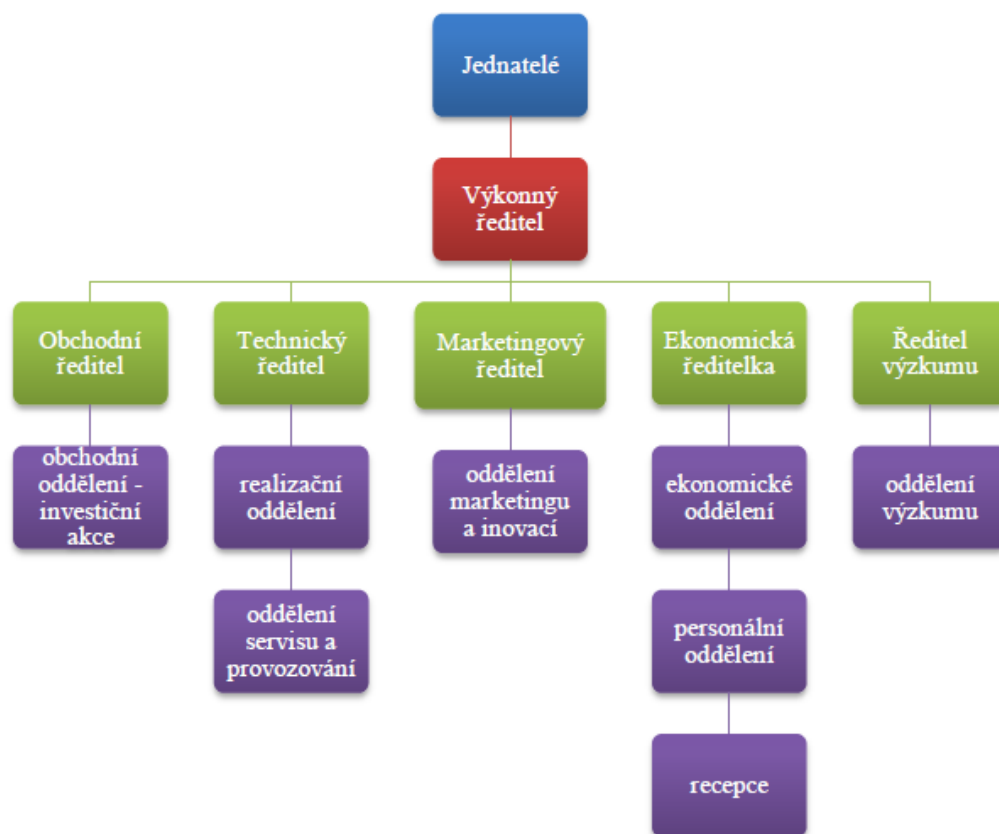 Jednatelé
Výkonný
ředitel
Obchodní
ředitel
Technický
ředitel
Marketingový
ředitel
Ekonomická
ředitelka
Ředitel
výzkumu
obchodní
oddělení -
investiční
akce
realizační
oddělení
oddělení
marketingu
a inovací
ekonomické
oddělení
oddělení
výzkumu
oddělení
servisu a
provozování
personální
oddělení
recepce